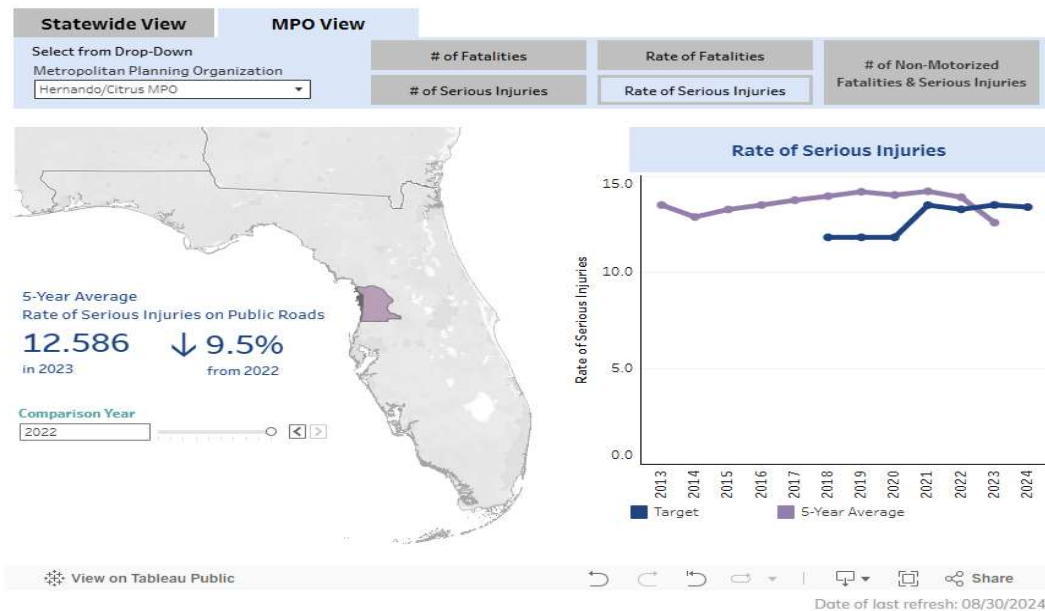 Statewide View
MPO View
Select from Drop-Down
Metropolitan Planning Organization
Hernando/Citrus MPO
# of Fatalities
Rate of Fatalities
# of Non-Motorized
Fatalities & Serious Injuries
# of Serious Injuries
Rate of Serious Injuries
5-Year Average
Rate of Serious Injuries on Public Roads
12.586
9.5%
in 2023
from 2022
Comparison Year
2022
Rate of Serious Injuries
Rate of Serious Injuries
15.0
10.0
5.0
0.0
2013
2014
2015
2016
2017
2018
2019
2020
2021
2022
2023
2024
Target
5-Year Average
View on Tableau Public
Share
Date of last refresh: 08/30/2024